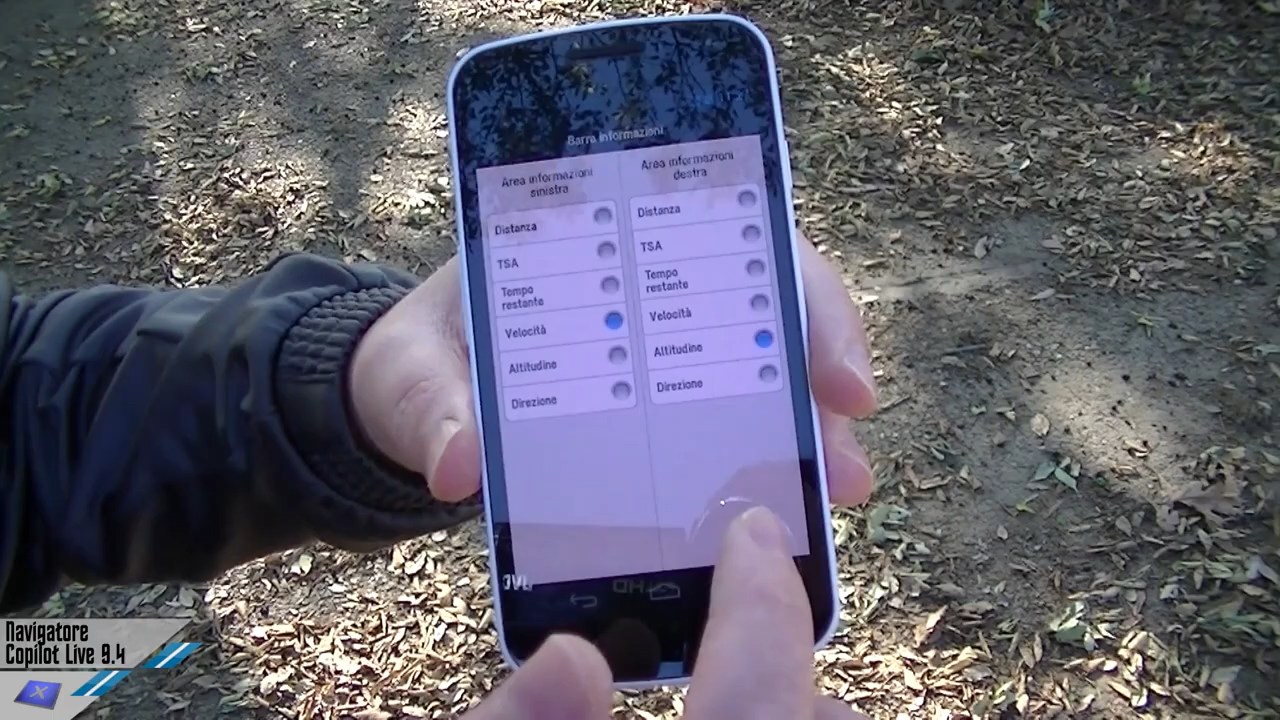 Barra informazioni
Area informazioni
sinistra
Distanza
TSA
Tempo
restante
Velocità
Altitudine
Direzione
Area informazioni
destra
Distanza
TSA
Tempo
restante
Velocità
Altitudine
Direzione
Navigatore
Copilot Live 9.4